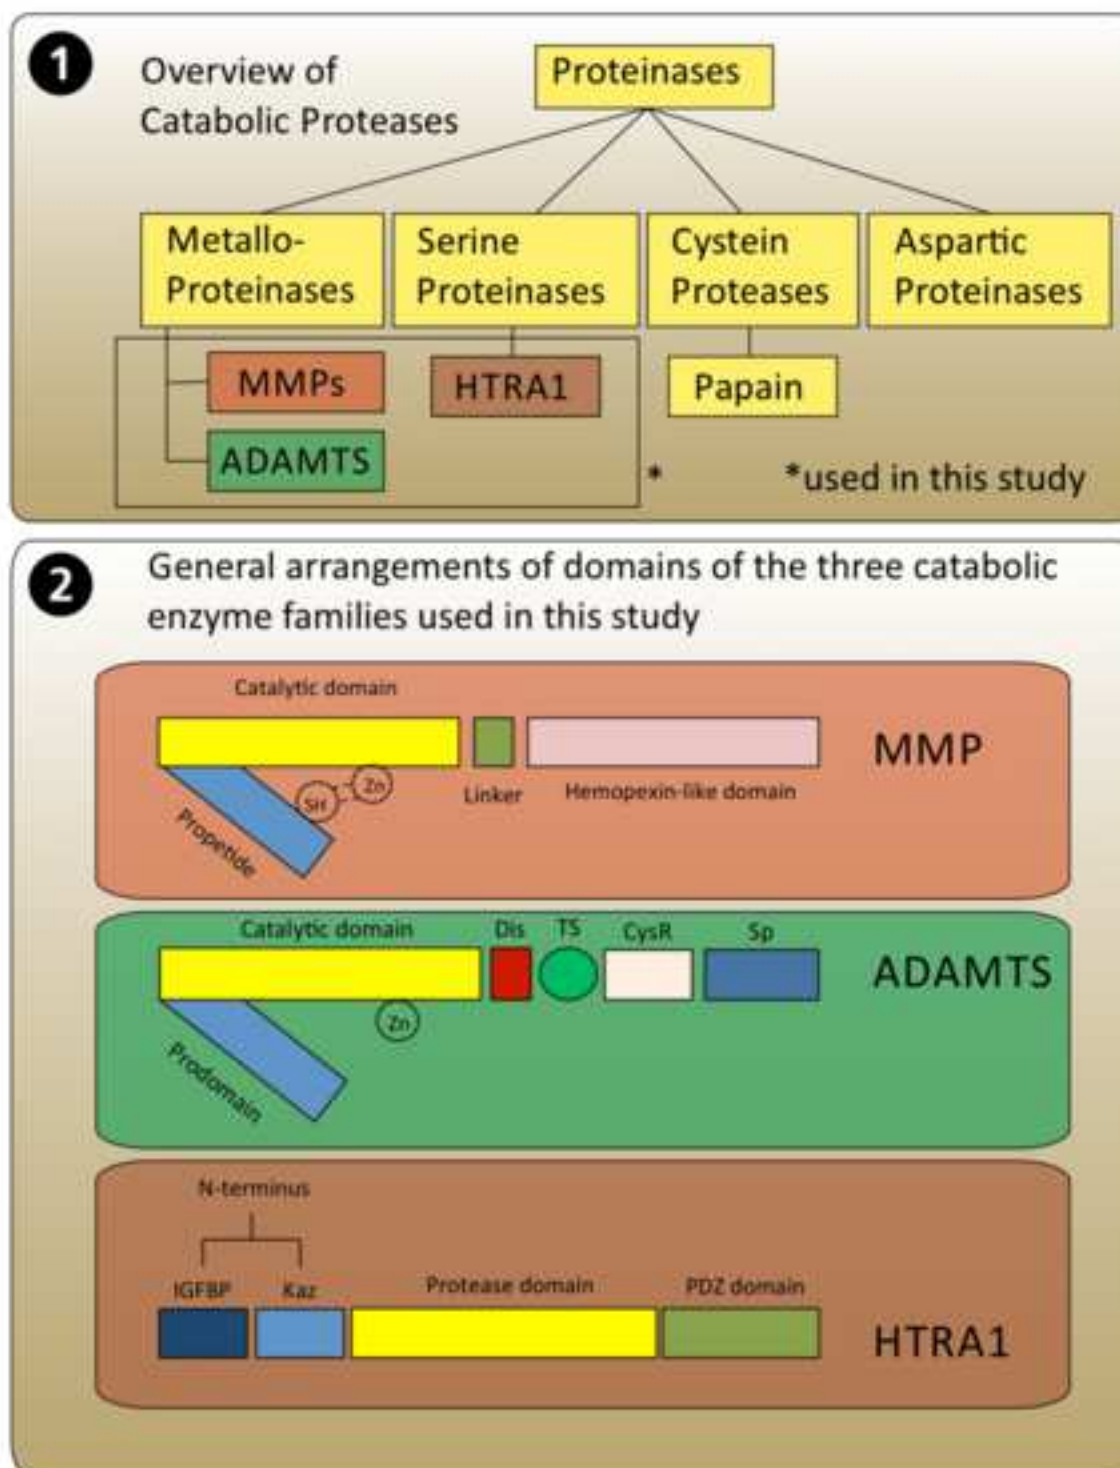 1
Overview of
Catabolic Proteases
Proteinases
Metallo-
Proteinases
Serine
Proteinases
Cystein
Proteases
Aspartic
Proteinases
MMPs
HTRA1
Papain
ADAMTS
*
*used in this study
2
General arrangements of domains of the three catabolic
enzyme families used in this study
Catalytic domain
MMP
SH
Zn
Linker
Hemopexin-like domain
Propetide
Catalytic domain
Dis
TS
CysR
Sp
ADAMTS
Zn
Prodomain
N-terminus
IGFBP
Kaz
Protease domain
PDZ domain
HTRA1